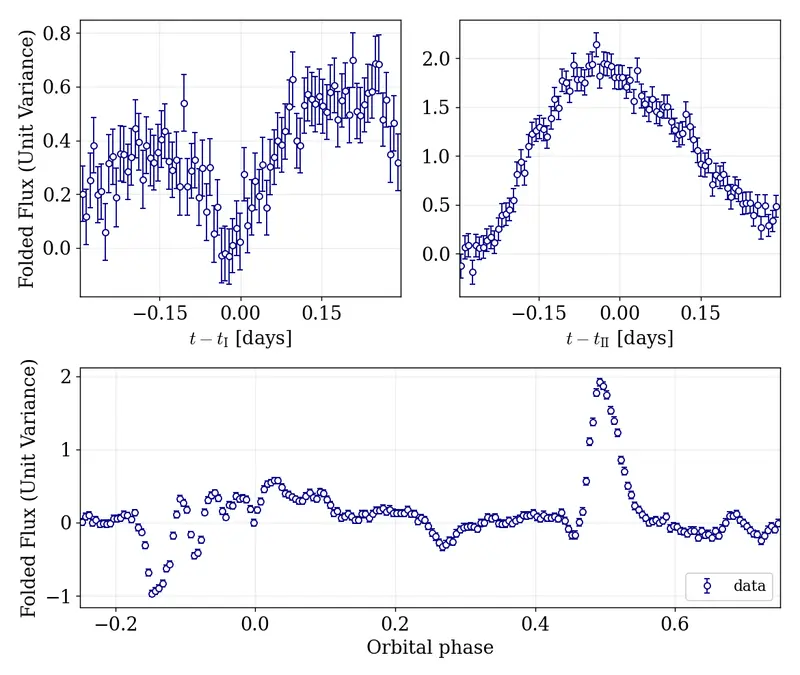 Folded Flux (Unit Variance)
0.8
0.6
0.4
0.2
0.0
−0.15 0.00 0.15
t − t_I [days]
2.0
1.5
1.0
0.5
0.0
−0.15 0.00 0.15
t − t_II [days]
Folded Flux (Unit Variance)
2
1
0
−1
data
−0.2 0.0 0.2 0.4 0.6
Orbital phase